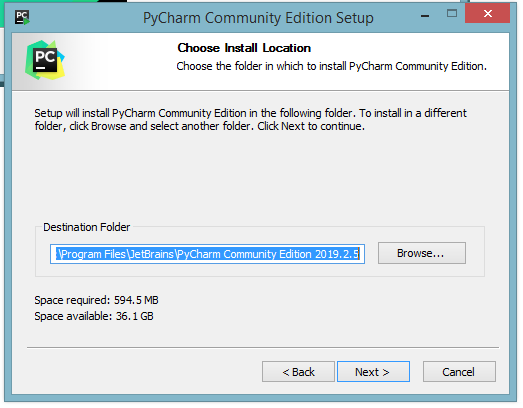 PyCharm Community Edition Setup
PC
Choose Install Location
Choose the folder in which to install PyCharm Community Edition.
Setup will install PyCharm Community Edition in the following folder. To install in a different
folder, click Browse and select another folder. Click Next to continue.
Destination Folder
:\Program Files\JetBrains\PyCharm Community Edition 2019.2.5
Browse...
Space required: 594.5 MB
Space available: 36.1 GB
< Back
Next >
Cancel